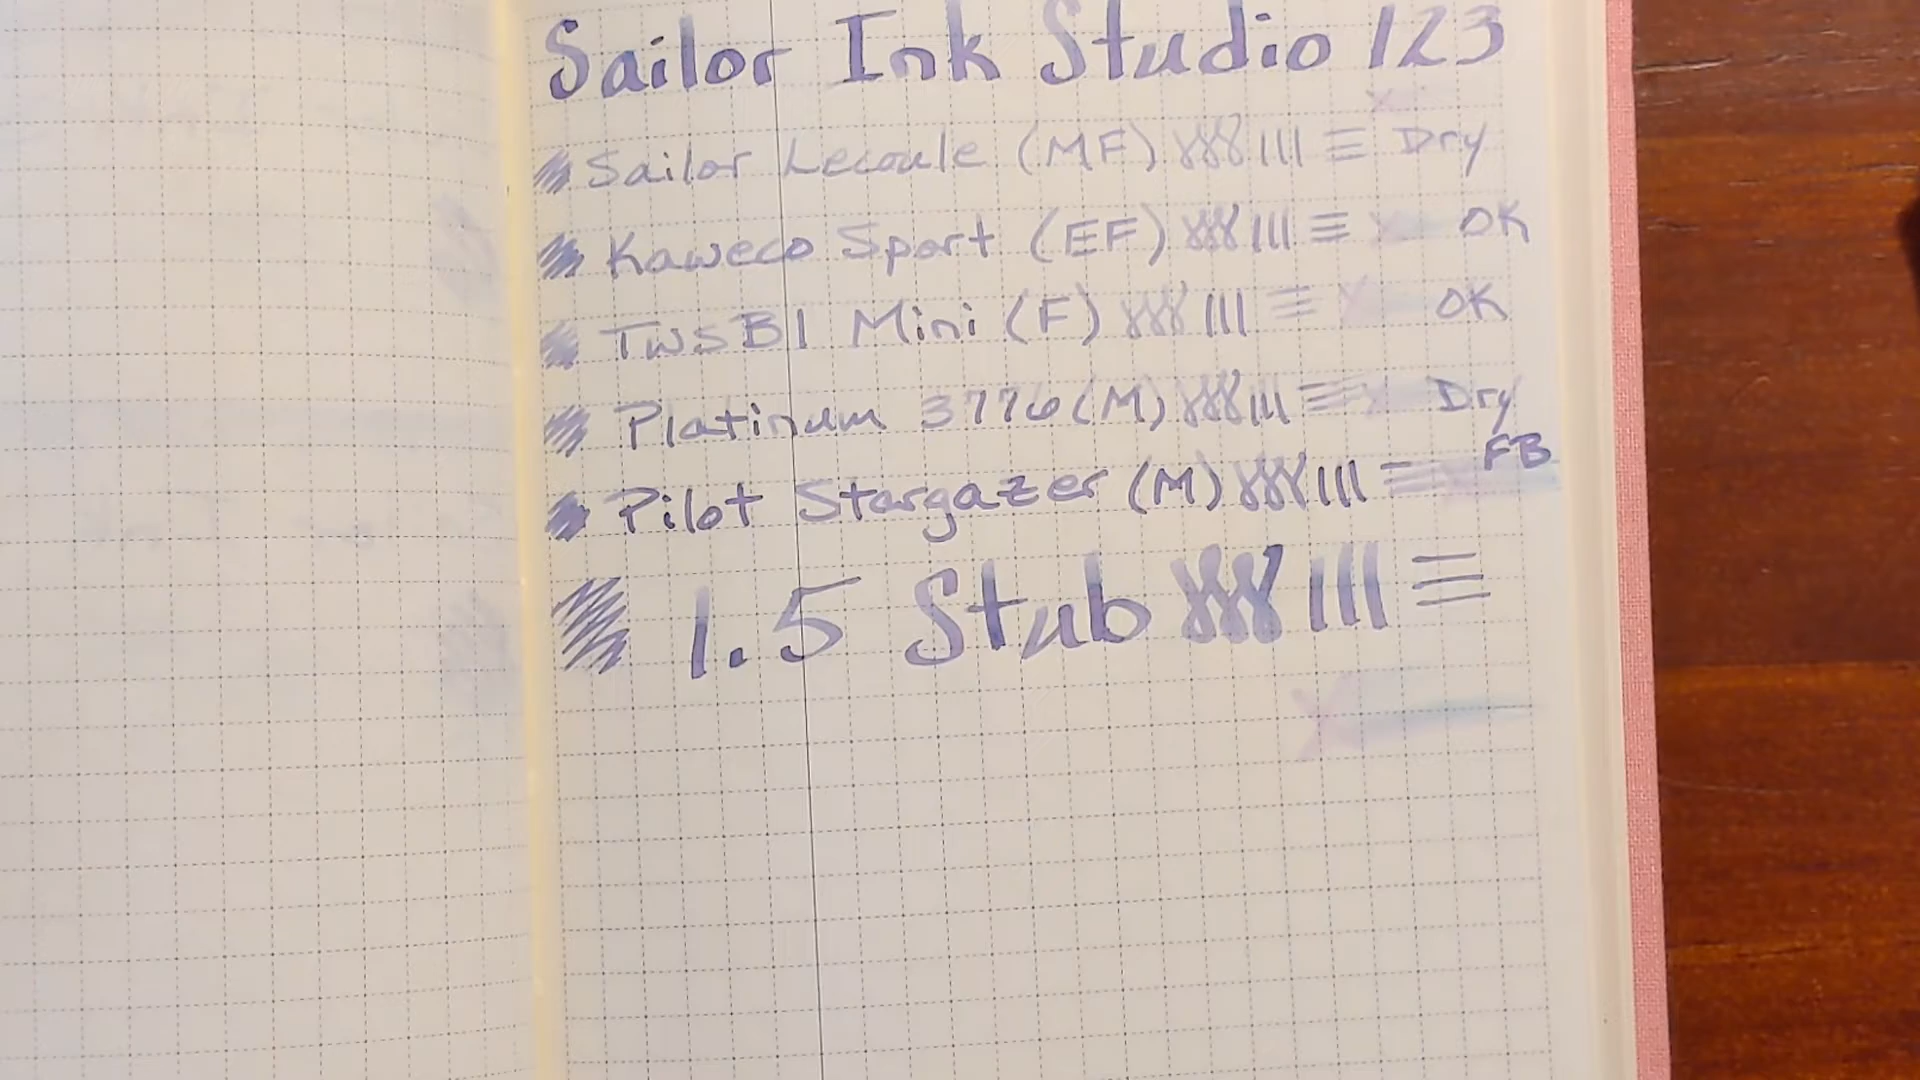 Sailor Ink Studio 123
Sailor Lecoule (MF) Dry
Kaweco Sport (EF) OK
TWSBI Mini (F) OK
Platinum 3776 (M) Dry
Pilot Stargazer (M) FB
1.5 Stub